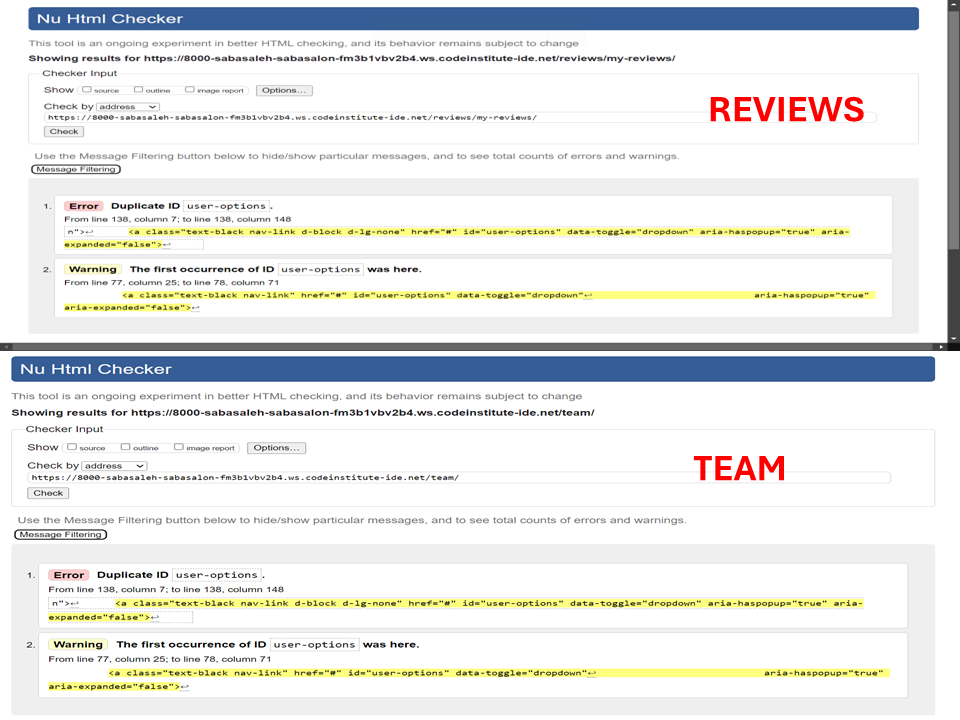 Nu Html Checker
This tool is an ongoing experiment in better HTML checking, and its behavior remains subject to change
Showing results for https://8000-sabasaleh-sabasalon-fm3b1vbv2b4.ws.codeinstitute-ide.net/reviews/my-reviews/
Checker Input
Show source outline image report Options...
Check by address
https://8000-sabasaleh-sabasalon-fm3b1vbv2b4.ws.codeinstitute-ide.net/reviews/my-reviews/
REVIEWS
Check
Use the Message Filtering button below to hide/show particular messages, and to see total counts of errors and warnings.
Message Filtering
1. Error Duplicate ID user-options.
From line 138, column 7; to line 138, column 148
n">↩ <a class="text-black nav-link d-block d-lg-none" href="#" id="user-options" data-toggle="dropdown" aria-haspopup="true" aria-
expanded="false">↩
2. Warning The first occurrence of ID user-options was here.
From line 77, column 25; to line 78, column 71
<a class="text-black nav-link" href="#" id="user-options" data-toggle="dropdown"↩ aria-haspopup="true"
aria-expanded="false">↩
Nu Html Checker
This tool is an ongoing experiment in better HTML checking, and its behavior remains subject to change
Showing results for https://8000-sabasaleh-sabasalon-fm3b1vbv2b4.ws.codeinstitute-ide.net/team/
Checker Input
Show source outline image report Options...
Check by address
https://8000-sabasaleh-sabasalon-fm3b1vbv2b4.ws.codeinstitute-ide.net/team/
TEAM
Check
Use the Message Filtering button below to hide/show particular messages, and to see total counts of errors and warnings.
Message Filtering
1. Error Duplicate ID user-options.
From line 138, column 7; to line 138, column 148
n">↩ <a class="text-black nav-link d-block d-lg-none" href="#" id="user-options" data-toggle="dropdown" aria-haspopup="true" aria-
expanded="false">↩
2. Warning The first occurrence of ID user-options was here.
From line 77, column 25; to line 78, column 71
<a class="text-black nav-link" href="#" id="user-options" data-toggle="dropdown"↩ aria-haspopup="true"
aria-expanded="false">↩